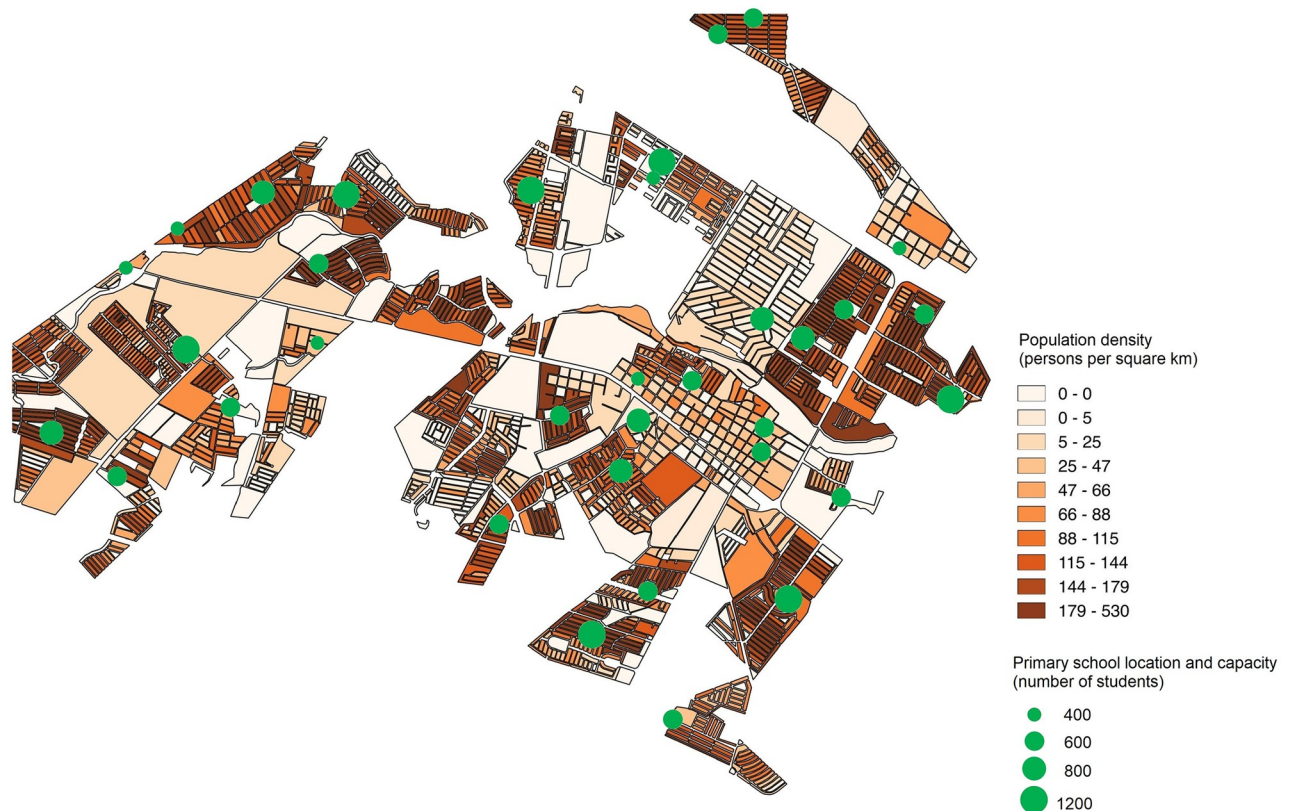 Population density
(persons per square km)
0 - 0
0 - 5
5 - 25
25 - 47
47 - 66
66 - 88
88 - 115
115 - 144
144 - 179
179 - 530
Primary school location and capacity
(number of students)
400
600
800
1200